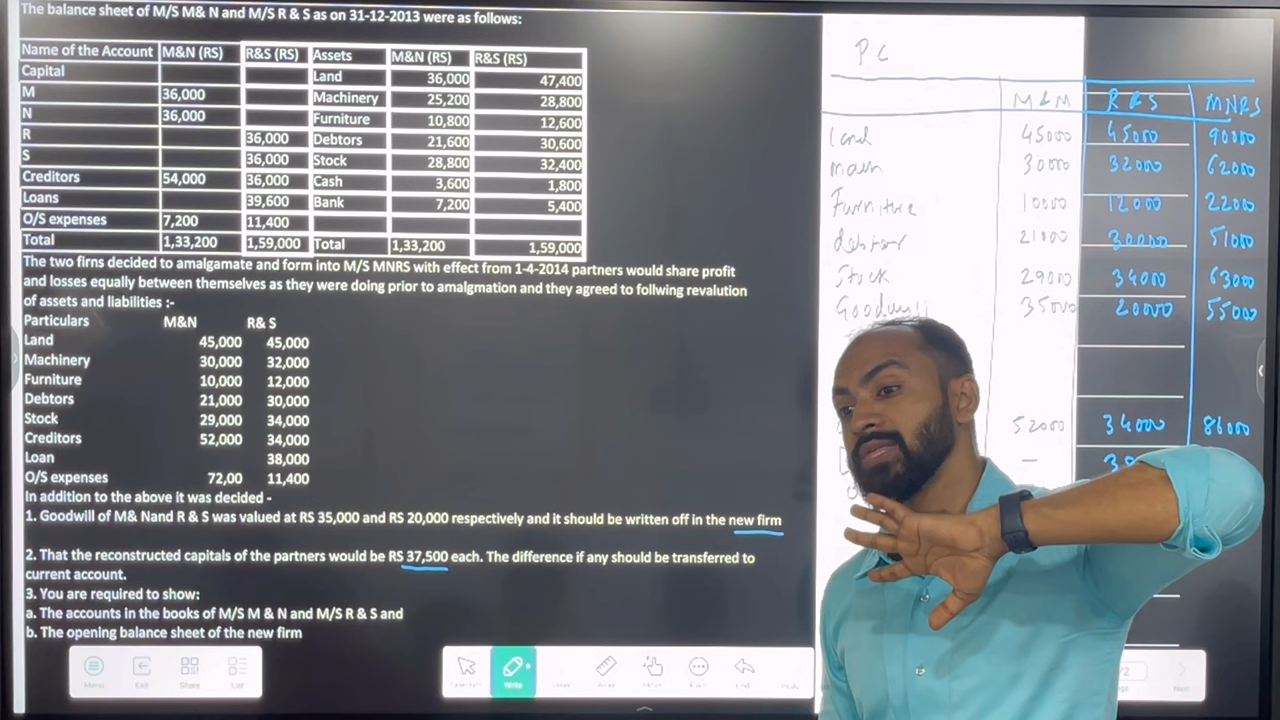 The balance sheet of M/S M& N and M/S R & S as on 31-12-2013 were as follows:
Name of the Account M&N (RS) R&S (RS) Assets M&N (RS) R&S (RS)
Capital Land 36,000 47,400
M 36,000 Machinery 25,200 28,800
N 36,000 Furniture 10,800 12,600
R 36,000 Debtors 21,600 30,600
S 36,000 Stock 28,800 32,400
Creditors 54,000 36,000 Cash 3,600 1,800
Loans 39,600 Bank 7,200 5,400
O/S expenses 7,200 11,400
Total 1,33,200 1,59,000 Total 1,33,200 1,59,000
The two firns decided to amalgamate and form into M/S MNRS with effect from 1-4-2014 partners would share profit
and losses equally between themselves as they were doing prior to amalgmation and they agreed to follwing revalution
of assets and liabilities :-
Particulars M&N R& S
Land 45,000 45,000
Machinery 30,000 32,000
Furniture 10,000 12,000
Debtors 21,000 30,000
Stock 29,000 34,000
Creditors 52,000 34,000
Loan 38,000
O/S expenses 72,00 11,400
In addition to the above it was decided -
1. Goodwill of M& Nand R & S was valued at RS 35,000 and RS 20,000 respectively and it should be written off in the new firm
2. That the reconstructed capitals of the partners would be RS 37,500 each. The difference if any should be transferred to
current account.
3. You are required to show:
a. The accounts in the books of M/S M & N and M/S R & S and
b. The opening balance sheet of the new firm
Menu Exit Share List
Write
Next
PC
M & M R & S MNRS
Land 45000 45000 90000
30000 32000 62000
Furniture 10000 12000 22000
debtor 21000 30000 51000
Stock 29000 34000 63000
Goodwill 35000 20000 55000
52000 34000 86000
—